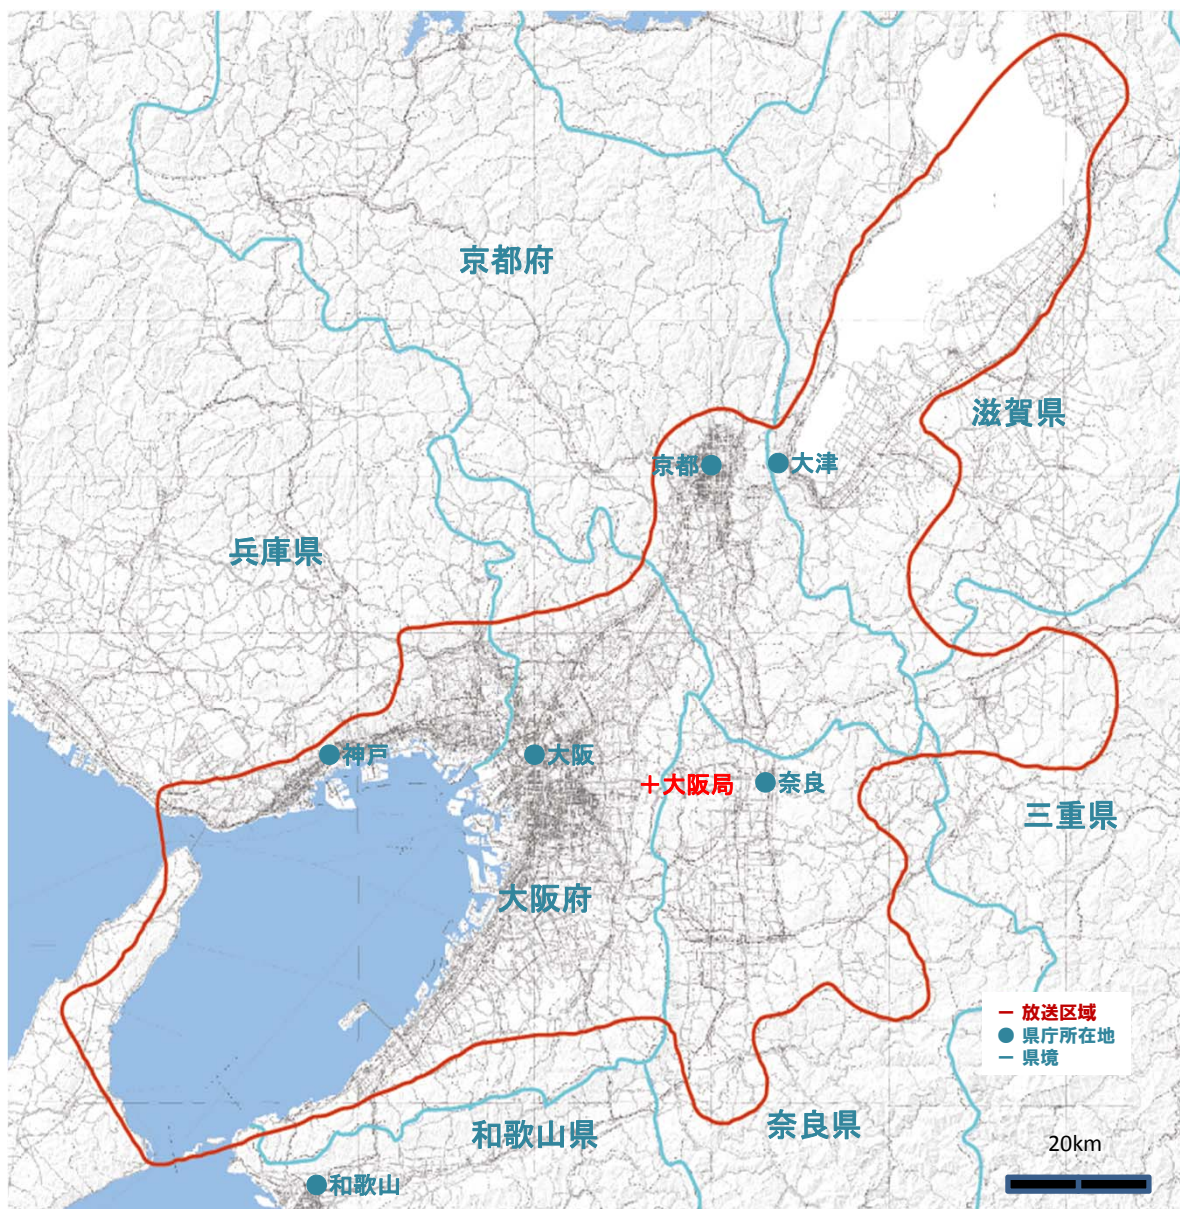 京都府
滋賀県
京都
大津
兵庫県
神戸
大阪
＋大阪局
奈良
三重県
大阪府
ー 放送区域
● 県庁所在地
ー 県境
和歌山県
奈良県
20km
和歌山